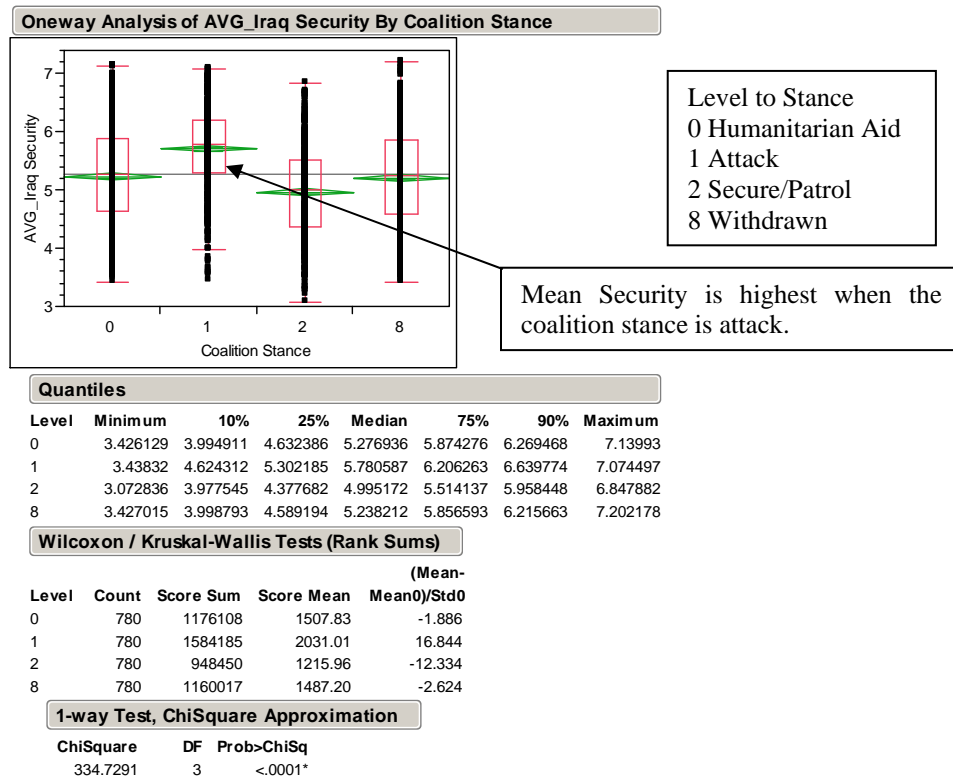 Oneway Analysis of AVG_Iraq Security By Coalition Stance
AVG_Iraq Security
7
6
5
4
3
0 1 2 8
Coalition Stance
Level to Stance
0 Humanitarian Aid
1 Attack
2 Secure/Patrol
8 Withdrawn
Mean Security is highest when the
coalition stance is attack.
Quantiles
Level Minimum 10% 25% Median 75% 90% Maximum
0 3.426129 3.994911 4.632386 5.276936 5.874276 6.269468 7.13993
1 3.43832 4.624312 5.302185 5.780587 6.206263 6.639774 7.074497
2 3.072836 3.977545 4.377682 4.995172 5.514137 5.958448 6.847882
8 3.427015 3.998793 4.589194 5.238212 5.856593 6.215663 7.202178
Wilcoxon / Kruskal-Wallis Tests (Rank Sums)
(Mean-
Level Count Score Sum Score Mean Mean0)/Std0
0 780 1176108 1507.83 -1.886
1 780 1584185 2031.01 16.844
2 780 948450 1215.96 -12.334
8 780 1160017 1487.20 -2.624
1-way Test, ChiSquare Approximation
ChiSquare DF Prob>ChiSq
334.7291 3 <.0001*